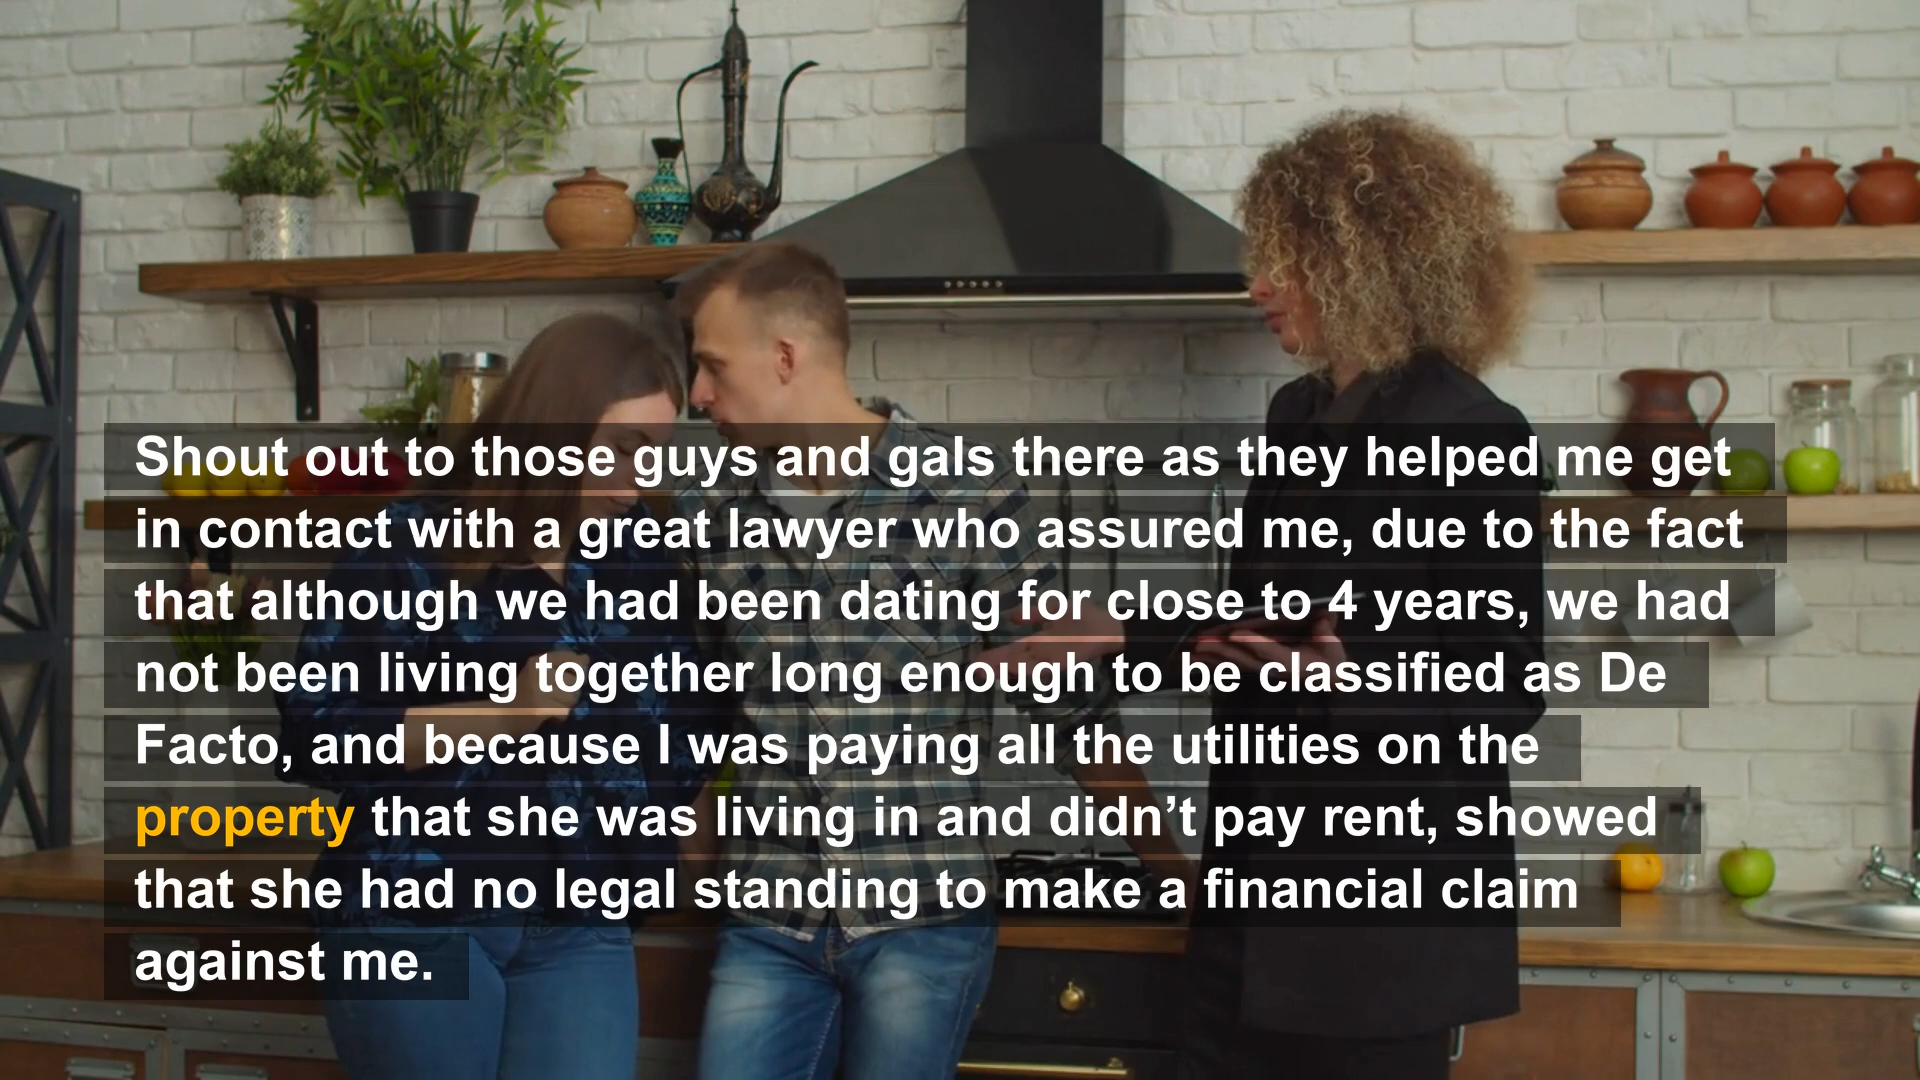 Shout out to those guys and gals there as they helped me get
in contact with a great lawyer who assured me, due to the fact
that although we had been dating for close to 4 years, we had
not been living together long enough to be classified as De
Facto, and because I was paying all the utilities on the
property that she was living in and didn’t pay rent, showed
that she had no legal standing to make a financial claim
against me.